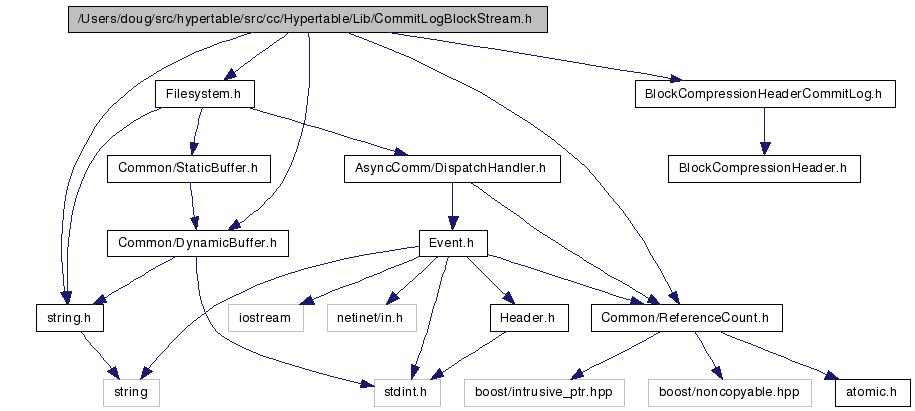 /Users/doug/src/hypertable/src/cc/Hypertable/Lib/CommitLogBlockStream.h
Filesystem.h
BlockCompressionHeaderCommitLog.h
Common/StaticBuffer.h
AsyncComm/DispatchHandler.h
BlockCompressionHeader.h
Common/DynamicBuffer.h
Event.h
string.h
iostream
netinet/in.h
Header.h
Common/ReferenceCount.h
string
stdint.h
boost/intrusive_ptr.hpp
boost/noncopyable.hpp
atomic.h